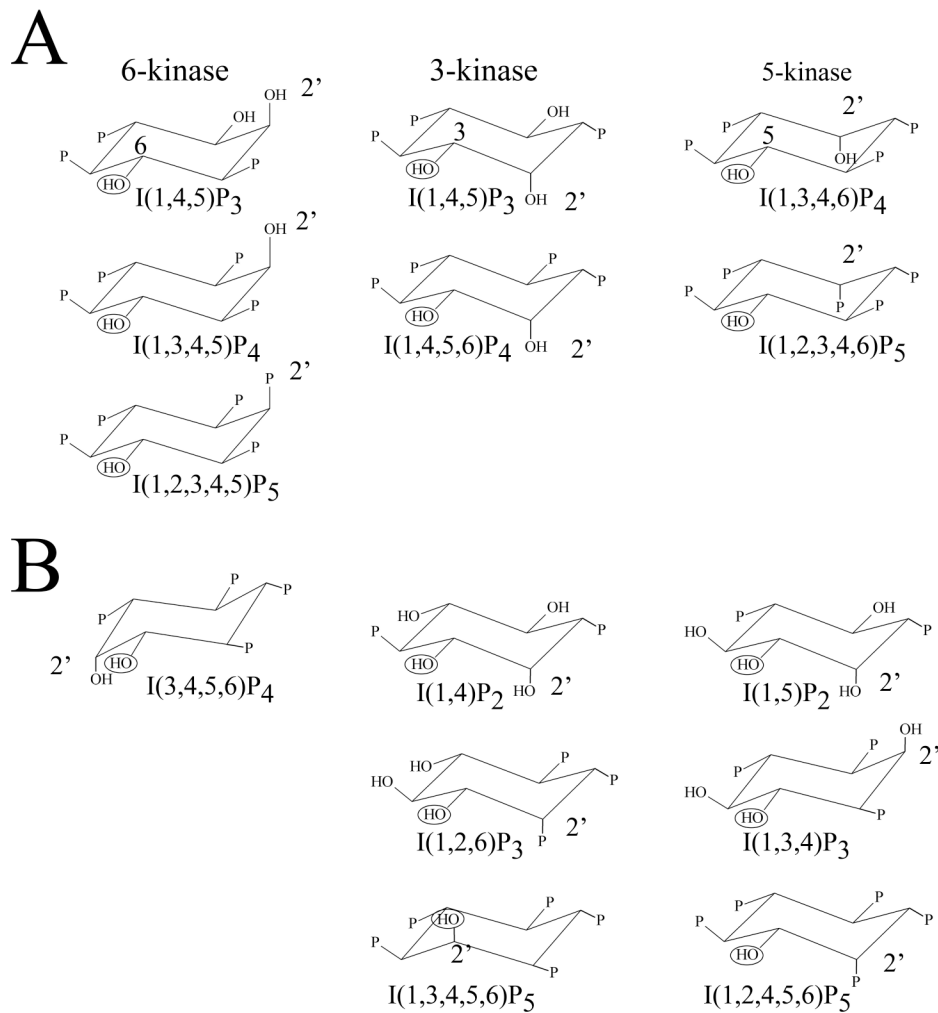 A
6-kinase
3-kinase
5-kinase
OH 2'
OH
P
6
P
P
HO
I(1,4,5)P3
OH
P
3
P
P
HO
I(1,4,5)P3
OH 2'
2'
P
P
5
P
OH
P
HO
I(1,3,4,6)P4
OH 2'
P
P
P
P
HO
I(1,3,4,5)P4
P
P
P
P
HO
I(1,4,5,6)P4
OH 2'
2'
P
P
P
P
P
HO
I(1,2,3,4,6)P5
2'
P
P
P
P
P
HO
I(1,2,3,4,5)P5
B
P
P
P
P
2'
HO
OH
I(3,4,5,6)P4
HO
OH
P
P
HO
HO
2'
I(1,4)P2
P
OH
HO
P
HO
HO
2'
I(1,5)P2
P
HO
P
HO
HO
2'
P
I(1,2,6)P3
OH
2'
P
P
HO
P
HO
I(1,3,4)P3
P
P
HO
P
P
2'
P
I(1,3,4,5,6)P5
P
P
P
P
HO
2'
P
I(1,2,4,5,6)P5